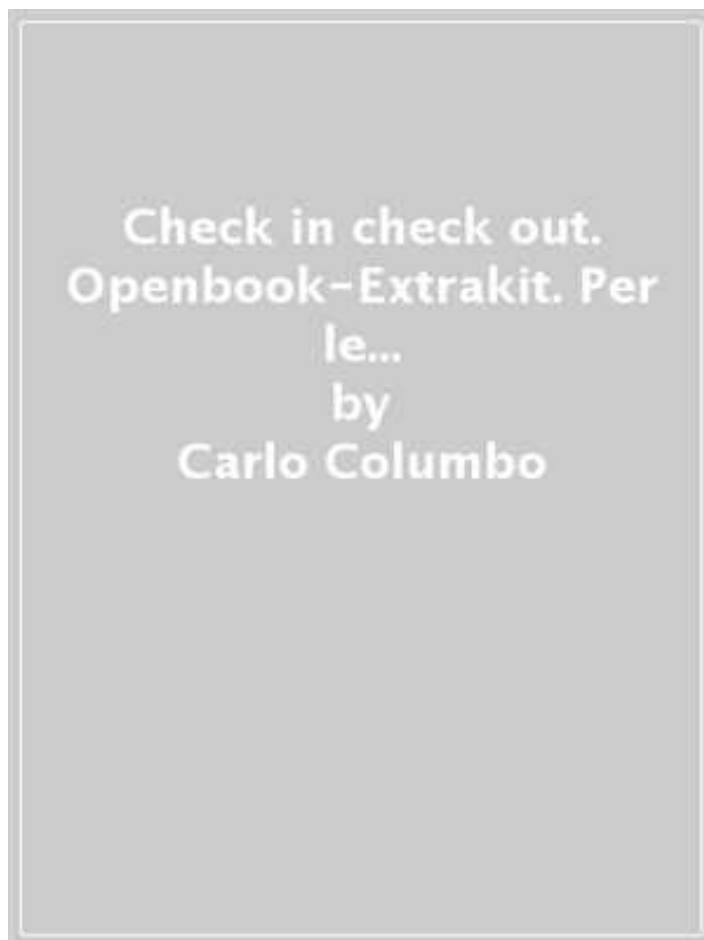 Check in check out.
Openbook-Extrakit. Per
le...
by
Carlo Columbo